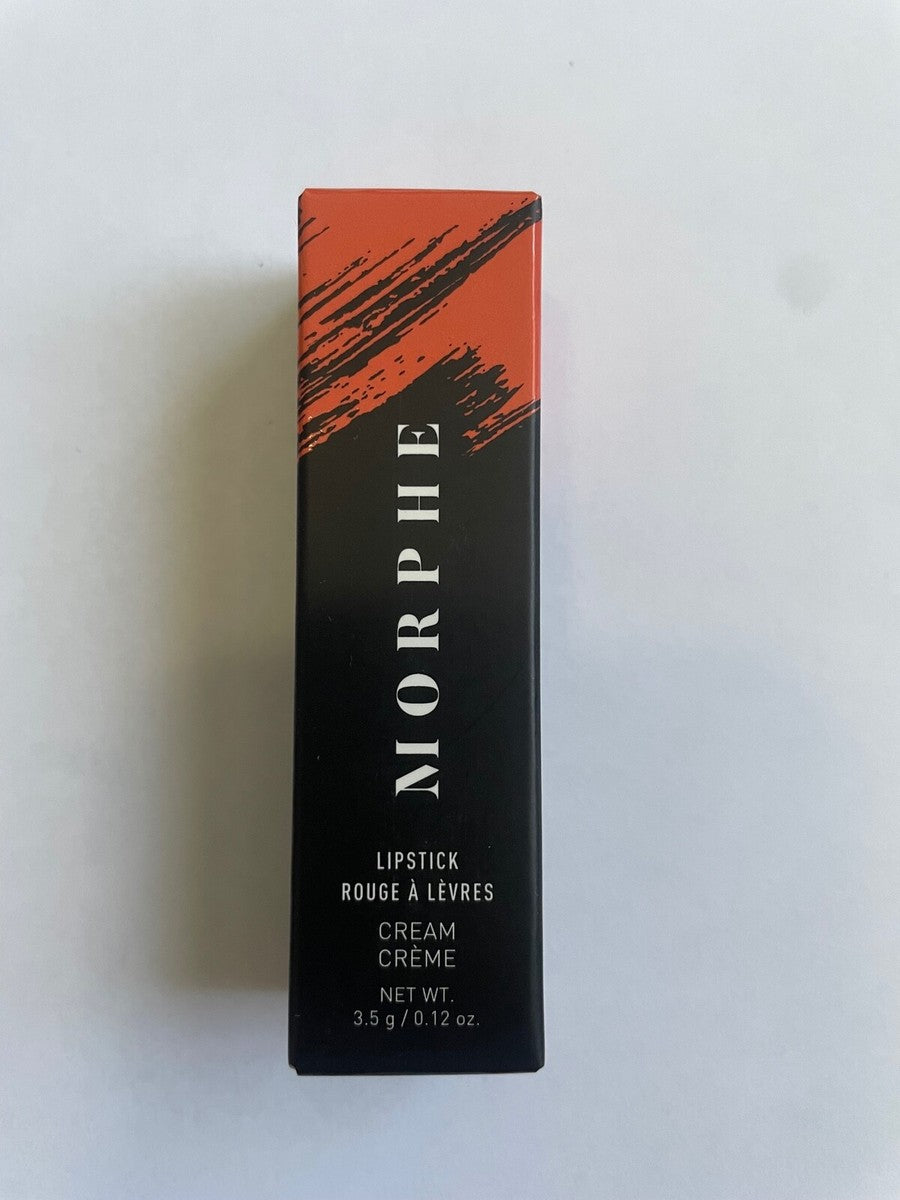 MORPHE
LIPSTICK
ROUGE À LÈVRES
CREAM
CRÈME
NET WT.
3.5 g / 0.12 oz.